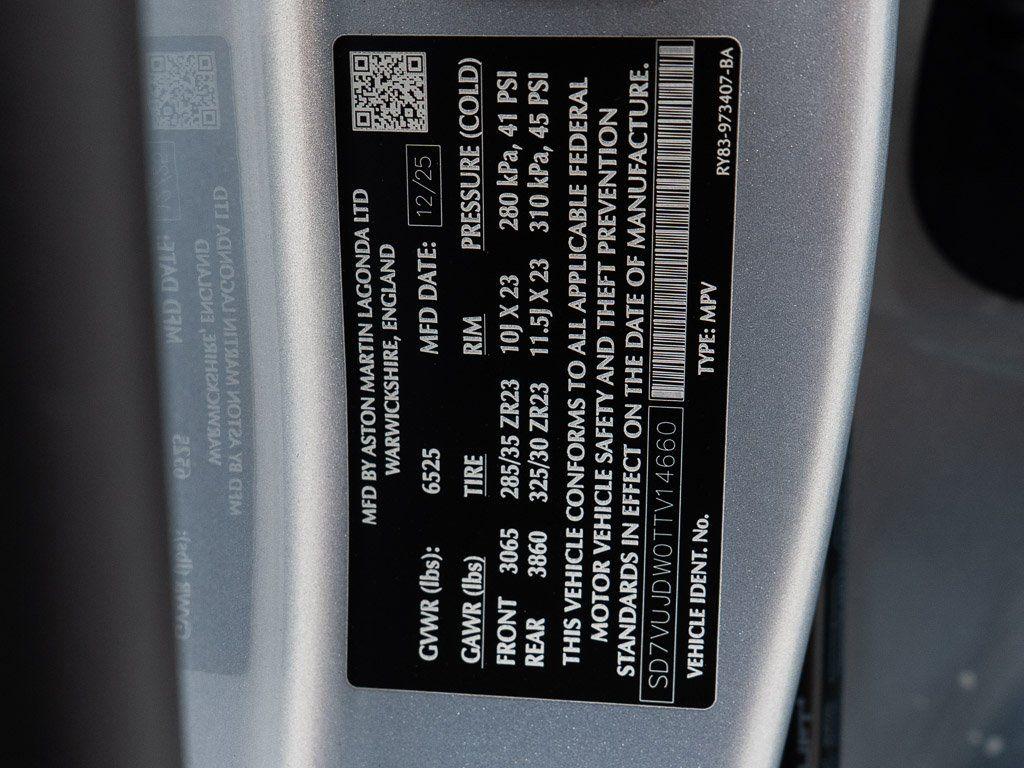 MFD BY ASTON MARTIN LAGONDA LTD
WARWICKSHIRE, ENGLAND
GVWR (lbs): 6525 MFD DATE: 12/25
GAWR (lbs) TIRE RIM PRESSURE (COLD)
FRONT 3065 285/35 ZR23 10J X 23 280 kPa, 41 PSI
REAR 3860 325/30 ZR23 11.5J X 23 310 kPa, 45 PSI
THIS VEHICLE CONFORMS TO ALL APPLICABLE FEDERAL
MOTOR VEHICLE SAFETY AND THEFT PREVENTION
STANDARDS IN EFFECT ON THE DATE OF MANUFACTURE.
SD7VUJDW0TTV14660
VEHICLE IDENT. No. TYPE: MPV RY83-973407-BA